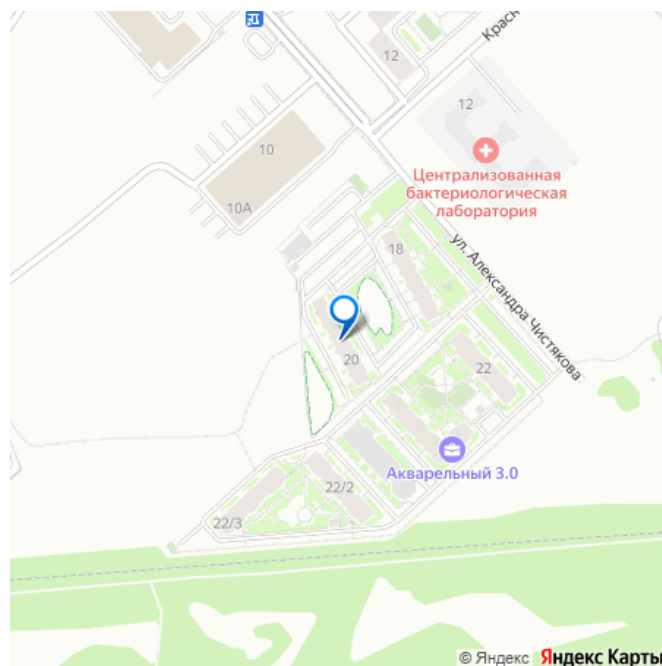 Красн
12
12
10
Централизованная
бактериологическая
лаборатория
10А
18
ул. Александра Чистякова
20
22
Акварельный 3.0
22/2
22/3
© Яндекс Яндекс Карты